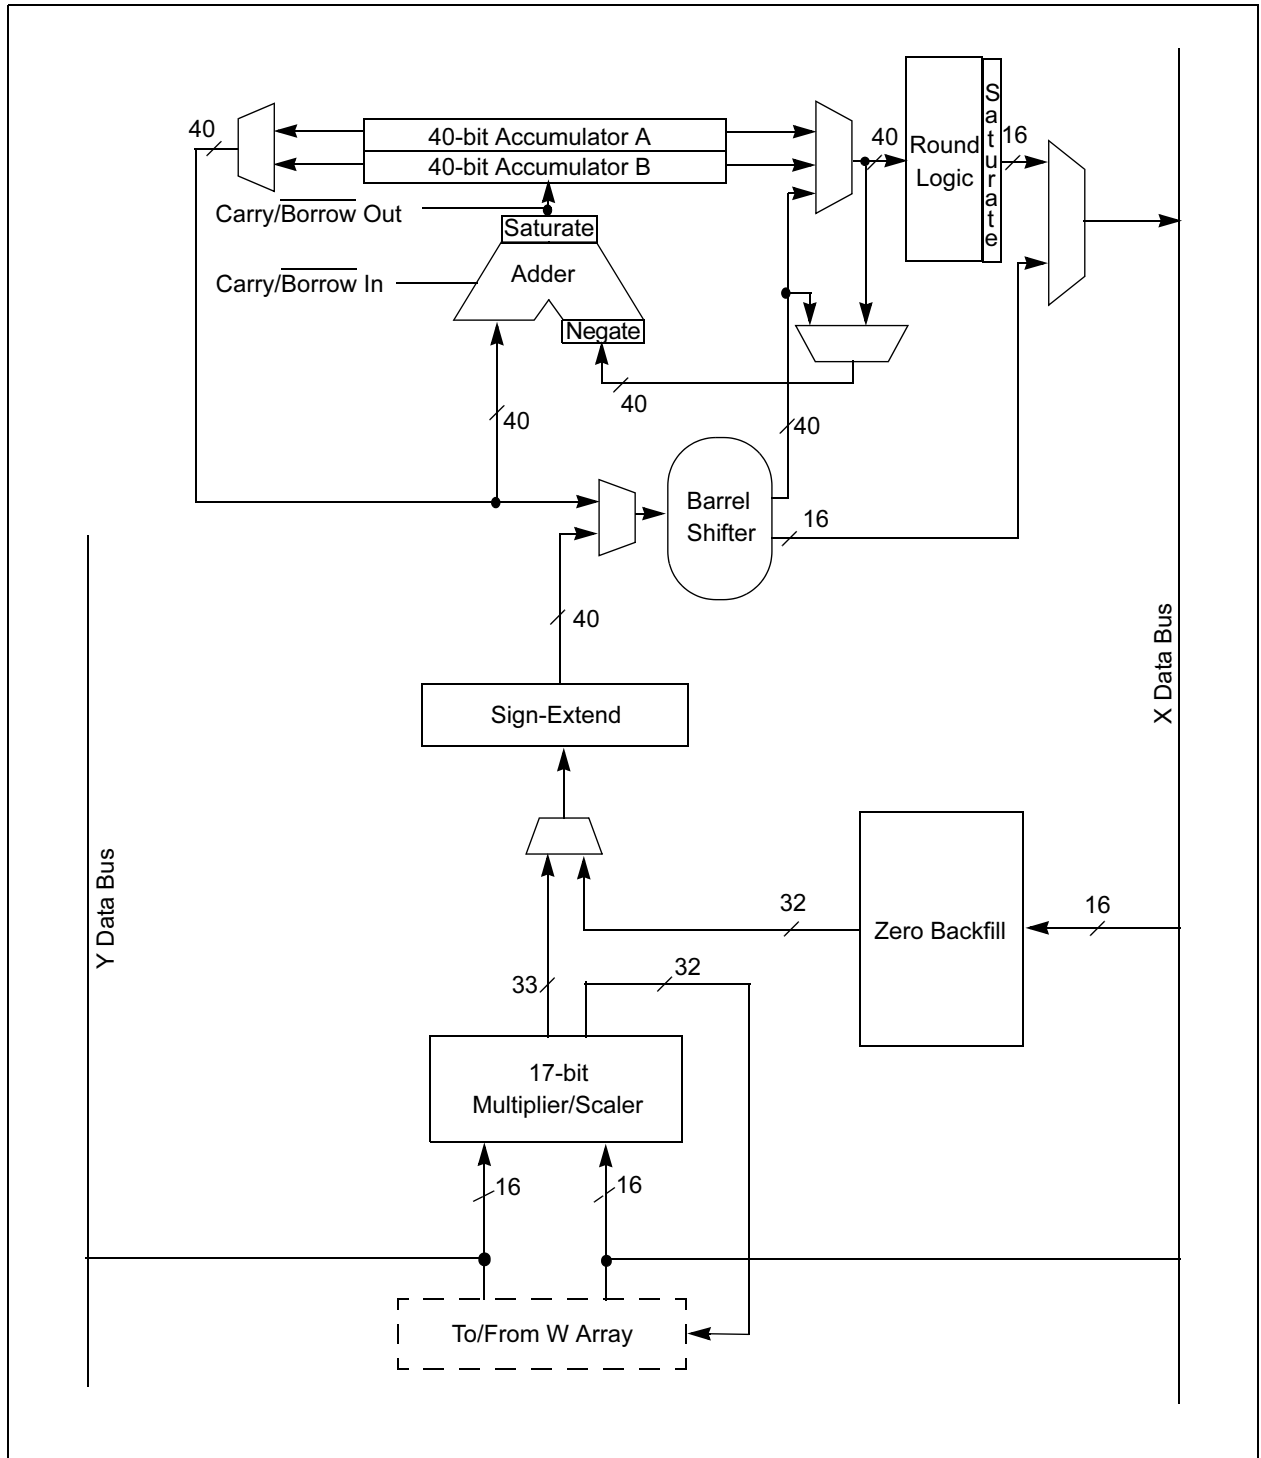 40
40-bit Accumulator A
40-bit Accumulator B
40
Round
Logic
Saturate
16
Carry/Borrow Out
Saturate
Carry/Borrow In
Adder
Negate
40
40
40
Barrel
Shifter
16
40
Sign-Extend
X Data Bus
Y Data Bus
32
Zero Backfill
16
33
32
17-bit
Multiplier/Scaler
16
16
To/From W Array